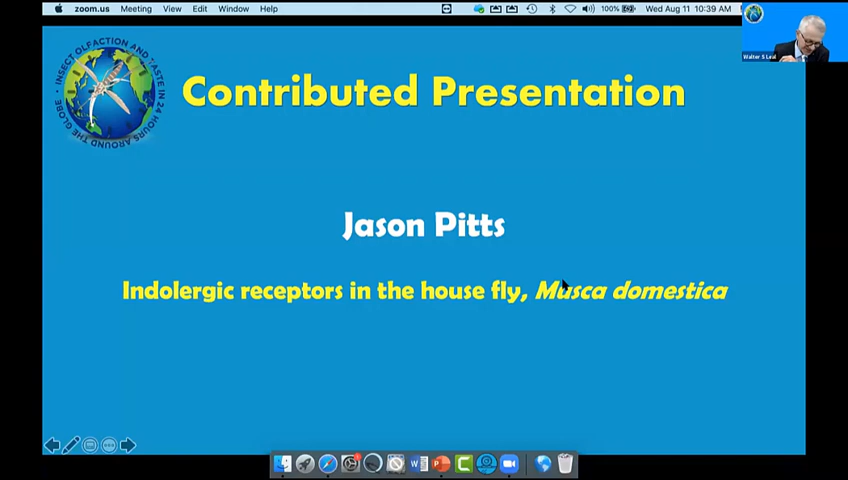 zoom.us Meeting View Edit Window Help 100% Wed Aug 11 10:39 AM
Walter S Leal
INSECT OLFACTION AND TASTE IN 24 HOURS AROUND THE GLOBE
Contributed Presentation
Jason Pitts
Indolergic receptors in the house fly, Musca domestica